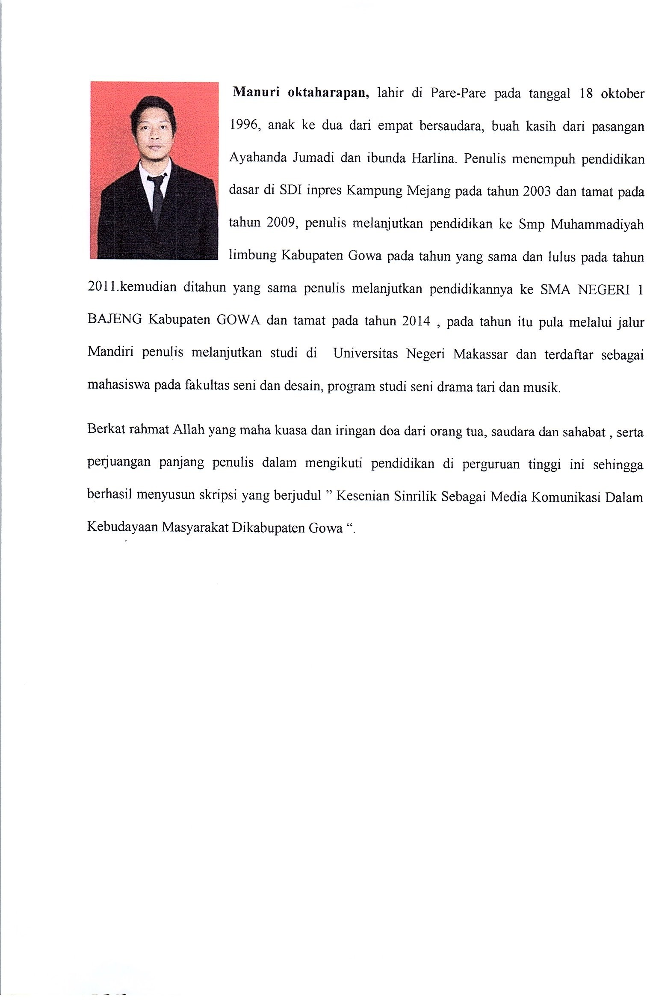 Manuri oktaharapan, lahir di Pare-Pare pada tanggal 18 oktober
1996, anak ke dua dari empat bersaudara, buah kasih dari pasangan
Ayahanda Jumadi dan ibunda Harlina. Penulis menempuh pendidikan
dasar di SDI inpres Kampung Mejang pada tahun 2003 dan tamat pada
tahun 2009, penulis melanjutkan pendidikan ke Smp Muhammadiyah
limbung Kabupaten Gowa pada tahun yang sama dan lulus pada tahun
2011.kemudian ditahun yang sama penulis melanjutkan pendidikannya ke SMA NEGERI 1
BAJENG Kabupaten GOWA dan tamat pada tahun 2014 , pada tahun itu pula melalui jalur
Mandiri penulis melanjutkan studi di Universitas Negeri Makassar dan terdaftar sebagai
mahasiswa pada fakultas seni dan desain, program studi seni drama tari dan musik.
Berkat rahmat Allah yang maha kuasa dan iringan doa dari orang tua, saudara dan sahabat , serta
perjuangan panjang penulis dalam mengikuti pendidikan di perguruan tinggi ini sehingga
berhasil menyusun skripsi yang berjudul ” Kesenian Sinrilik Sebagai Media Komunikasi Dalam
Kebudayaan Masyarakat Dikabupaten Gowa “.